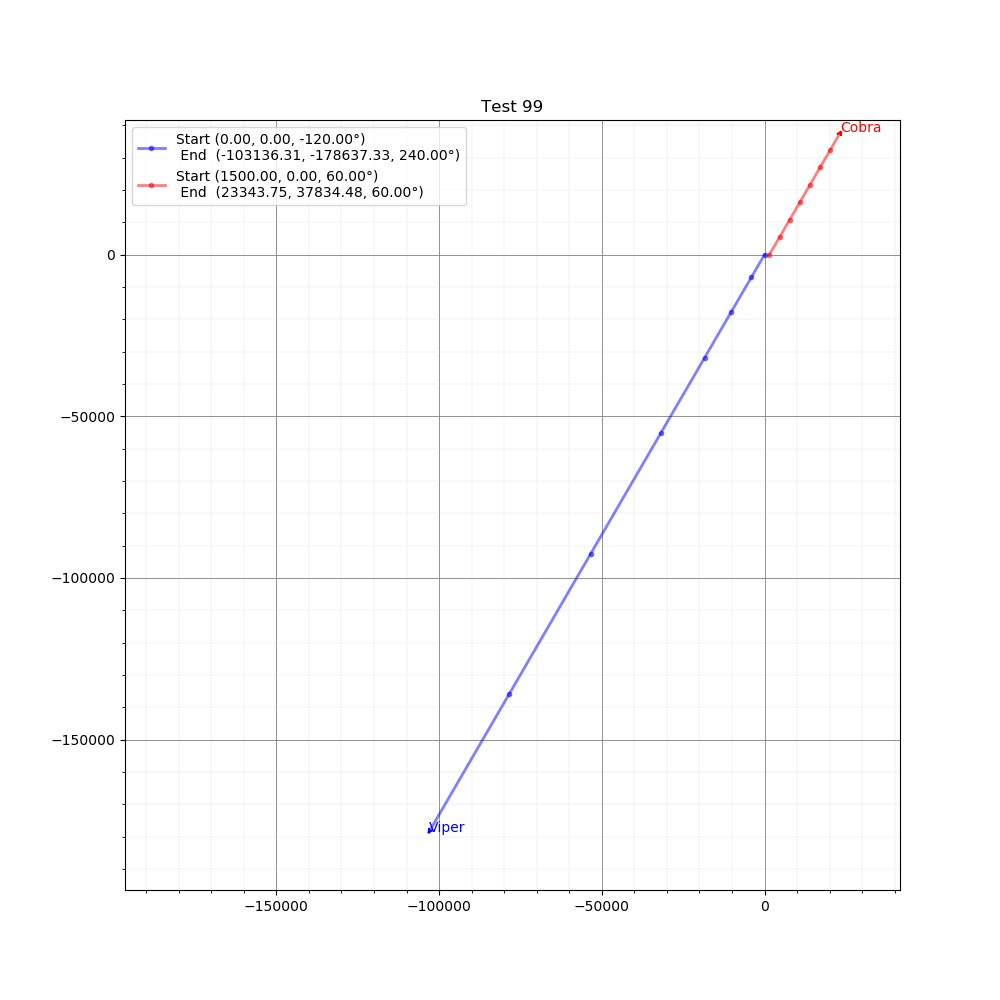 Test 99
Start (0.00, 0.00, -120.00°)
End  (-103136.31, -178637.33, 240.00°)
Start (1500.00, 0.00, 60.00°)
End  (23343.75, 37834.48, 60.00°)
Cobra
0
−50000
−100000
−150000
Viper
−150000
−100000
−50000
0